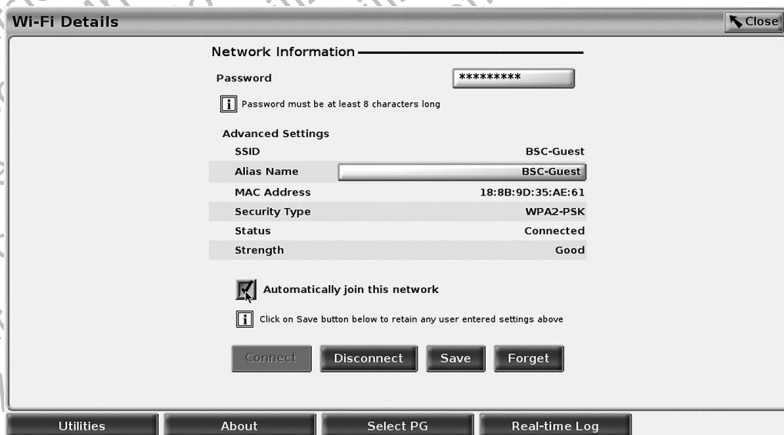 Wi-Fi Details
Close
Network Information
Password *********
Password must be at least 8 characters long
Advanced Settings
SSID BSC-Guest
Alias Name BSC-Guest
MAC Address 18:8B:9D:35:AE:61
Security Type WPA2-PSK
Status Connected
Strength Good
Automatically join this network
Click on Save button below to retain any user entered settings above
Connect Disconnect Save Forget
Utilities About Select PG Real-time Log